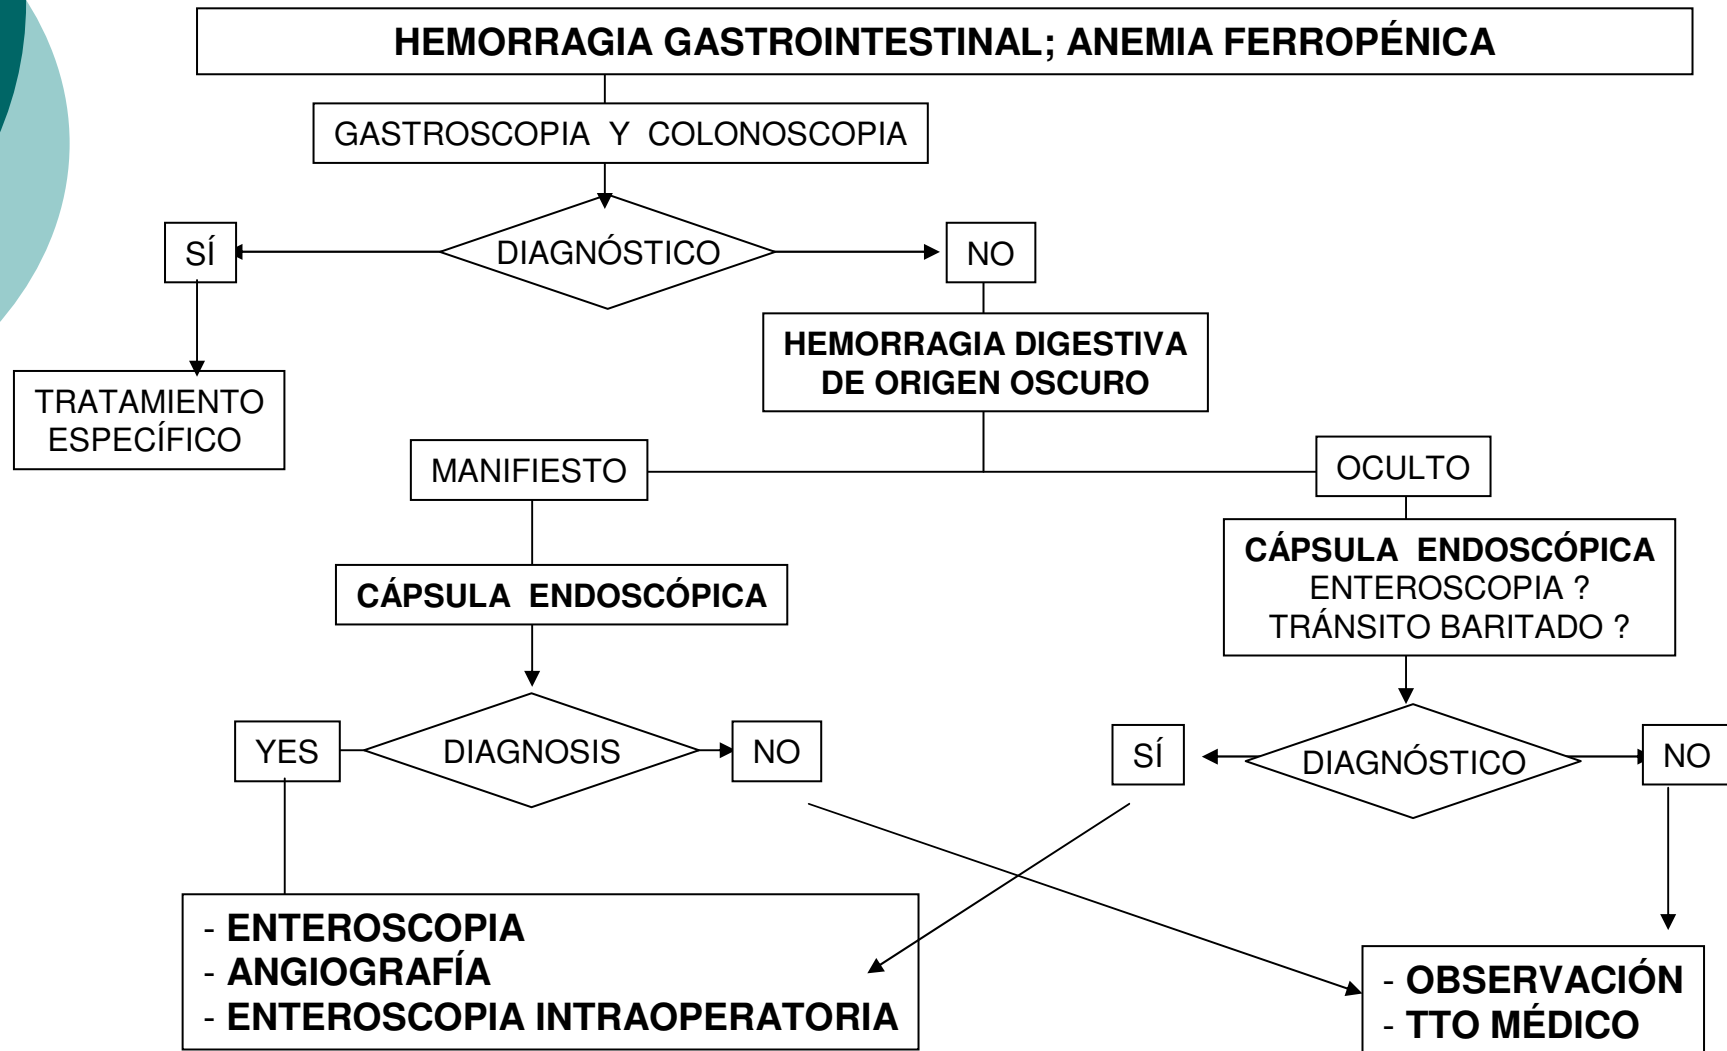 HEMORRAGIA GASTROINTESTINAL; ANEMIA FERROPÉNICA
GASTROSCOPIA Y COLONOSCOPIA
SÍ
DIAGNÓSTICO
NO
HEMORRAGIA DIGESTIVA
DE ORIGEN OSCURO
TRATAMIENTO
ESPECÍFICO
MANIFIESTO
OCULTO
CÁPSULA ENDOSCÓPICA
CÁPSULA ENDOSCÓPICA
ENTEROSCOPIA ?
TRÁNSITO BARITADO ?
YES
DIAGNOSIS
NO
SÍ
DIAGNÓSTICO
NO
- ENTEROSCOPIA
- ANGIOGRAFÍA
- ENTEROSCOPIA INTRAOPERATORIA
- OBSERVACIÓN
- TTO MÉDICO